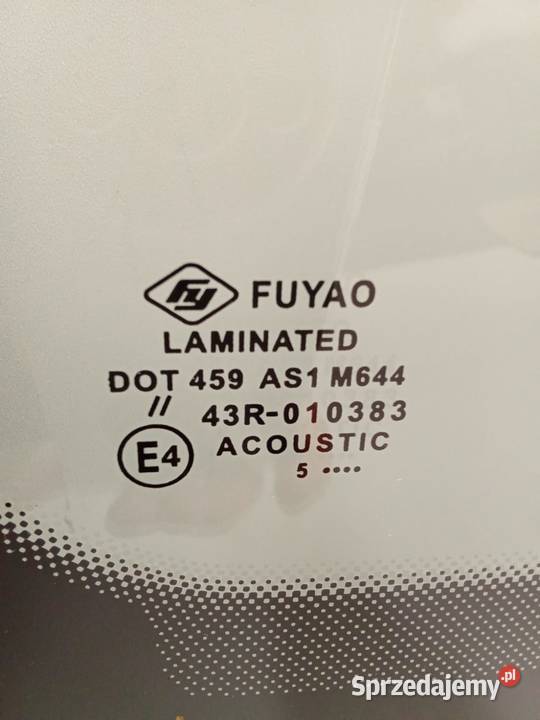 fy FUYAO
LAMINATED
DOT 459 AS1 M644
// 43R-010383
E4
ACOUSTIC
5 ••••
Sprzedajemy.pl